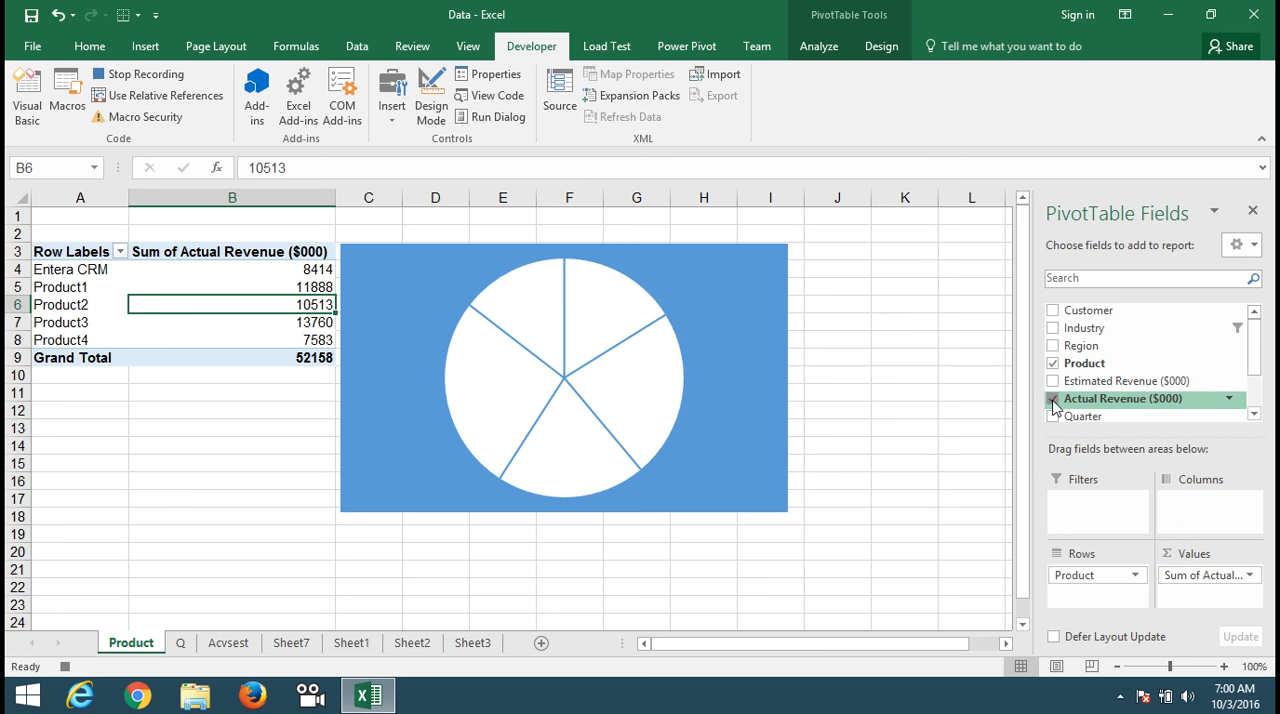 Data - Excel
PivotTable Tools
Sign in
File
Home
Insert
Page Layout
Formulas
Data
Review
View
Developer
Load Test
Power Pivot
Team
Analyze
Design
Tell me what you want to do
Share
Visual Basic
Macros
Stop Recording
Use Relative References
Macro Security
Code
Add-ins
Excel Add-ins
COM Add-ins
Add-ins
Insert
Design Mode
Properties
View Code
Run Dialog
Controls
Source
Map Properties
Expansion Packs
Refresh Data
Import
Export
XML
B6
fx
10513
A B C D E F G H I J K L
1
2
3 Row Labels Sum of Actual Revenue ($000)
4 Entera CRM 8414
5 Product1 11888
6 Product2 10513
7 Product3 13760
8 Product4 7583
9 Grand Total 52158
10
11
12
13
14
15
16
17
18
19
20
21
22
23
24
PivotTable Fields
Choose fields to add to report:
Search
Customer
Industry
Region
Product
Estimated Revenue ($000)
Actual Revenue ($000)
Quarter
Drag fields between areas below:
Filters
Columns
Rows
Σ Values
Product
Sum of Actual...
Defer Layout Update
Update
Product
Q
Acvsest
Sheet7
Sheet1
Sheet2
Sheet3
Ready
100%
7:00 AM
10/3/2016